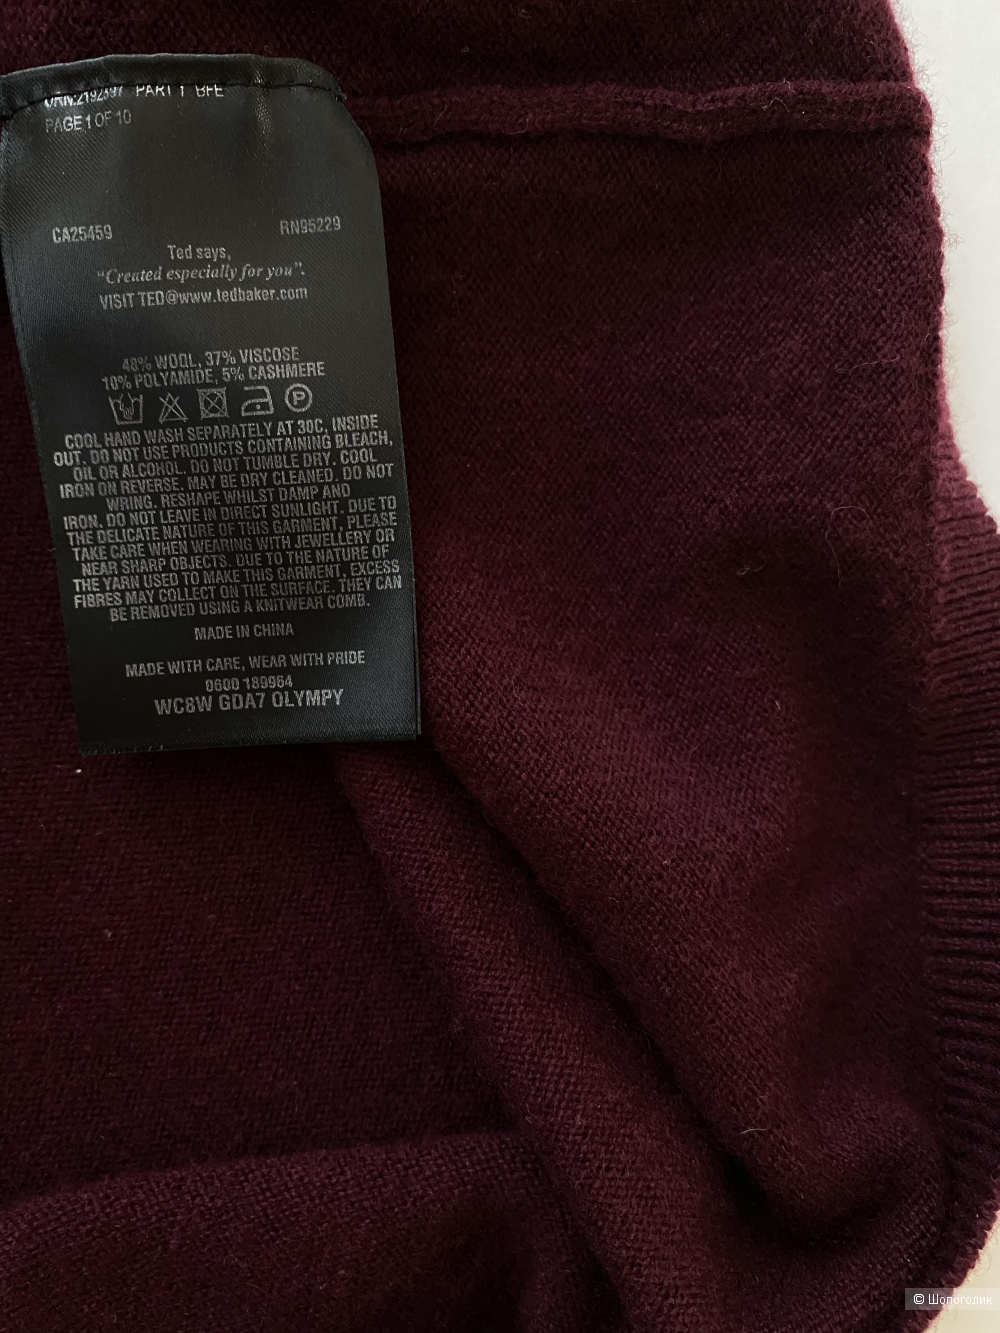 URN:2192397 PART 1 BFE
PAGE 1 OF 10
CA25459 RN95229
Ted says,
“Created especially for you”.
VISIT TED@www.tedbaker.com
48% WOOL, 37% VISCOSE
10% POLYAMIDE, 5% CASHMERE
P
COOL HAND WASH SEPARATELY AT 30C, INSIDE
OUT. DO NOT USE PRODUCTS CONTAINING BLEACH,
OIL OR ALCOHOL. DO NOT TUMBLE DRY. COOL
IRON ON REVERSE. MAY BE DRY CLEANED. DO NOT
WRING. RESHAPE WHILST DAMP AND
IRON. DO NOT LEAVE IN DIRECT SUNLIGHT. DUE TO
THE DELICATE NATURE OF THIS GARMENT, PLEASE
TAKE CARE WHEN WEARING WITH JEWELLERY OR
NEAR SHARP OBJECTS. DUE TO THE NATURE OF
THE YARN USED TO MAKE THIS GARMENT, EXCESS
FIBRES MAY COLLECT ON THE SURFACE. THEY CAN
BE REMOVED USING A KNITWEAR COMB.
MADE IN CHINA
MADE WITH CARE, WEAR WITH PRIDE
0600 189964
WC8W GDA7 OLYMPY
© Шопоголик